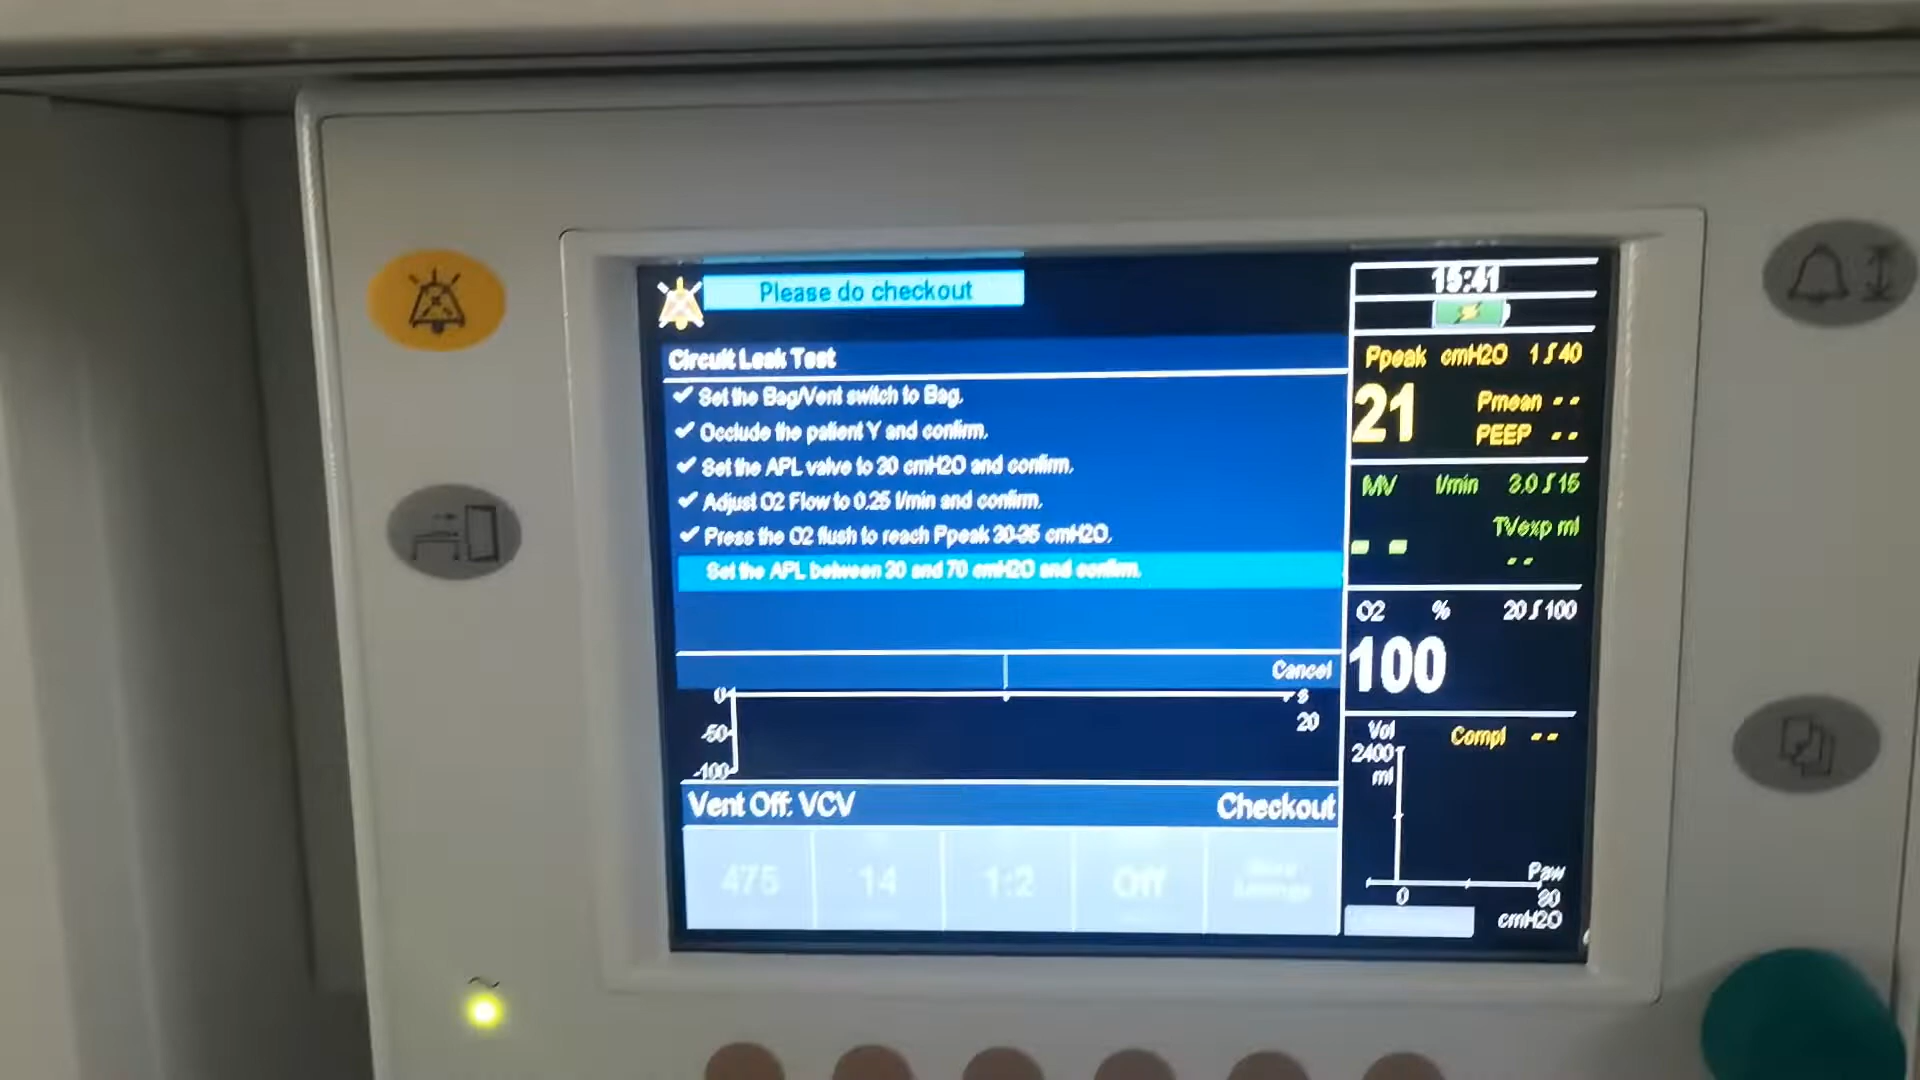 Please do checkout
15:41
Circuit Leak Test
Set the Bag/Vent switch to Bag.
Occlude the patient Y and confirm.
Set the APL valve to 30 cmH2O and confirm.
Adjust O2 Flow to 0.25 l/min and confirm.
Press the O2 flush to reach Ppeak 30-35 cmH2O.
Set the APL between 30 and 70 cmH2O and confirm.
Cancel
0 s
-50 20
-100
Vent Off: VCV Checkout
475 14 1:2 Off
Ppeak cmH2O 1 40
21 Pmean --
PEEP --
MV l/min 3.0 15
TVexp ml
-- --
O2 % 20 100
100
Vol Compl --
2400
ml
Paw
0 80
cmH2O